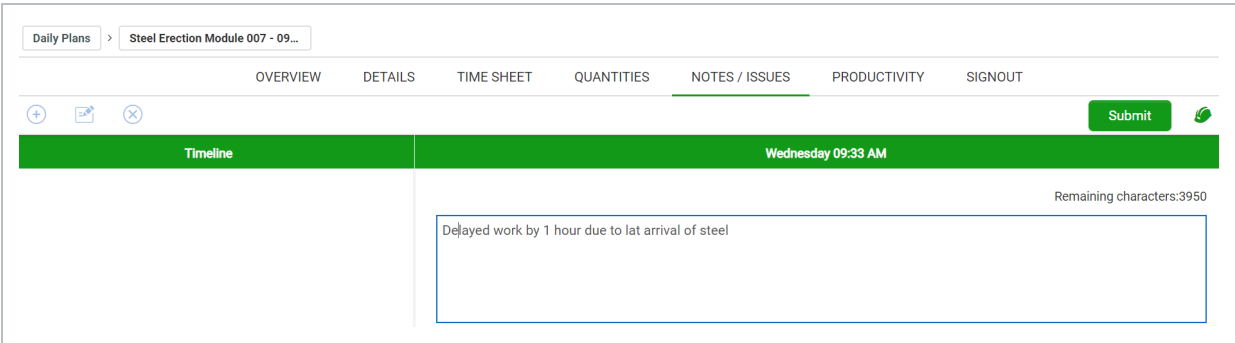 Daily Plans > Steel Erection Module 007 - 09...
OVERVIEW DETAILS TIME SHEET QUANTITIES NOTES / ISSUES PRODUCTIVITY SIGNOUT
Submit
Timeline Wednesday 09:33 AM
Remaining characters:3950
Delayed work by 1 hour due to lat arrival of steel